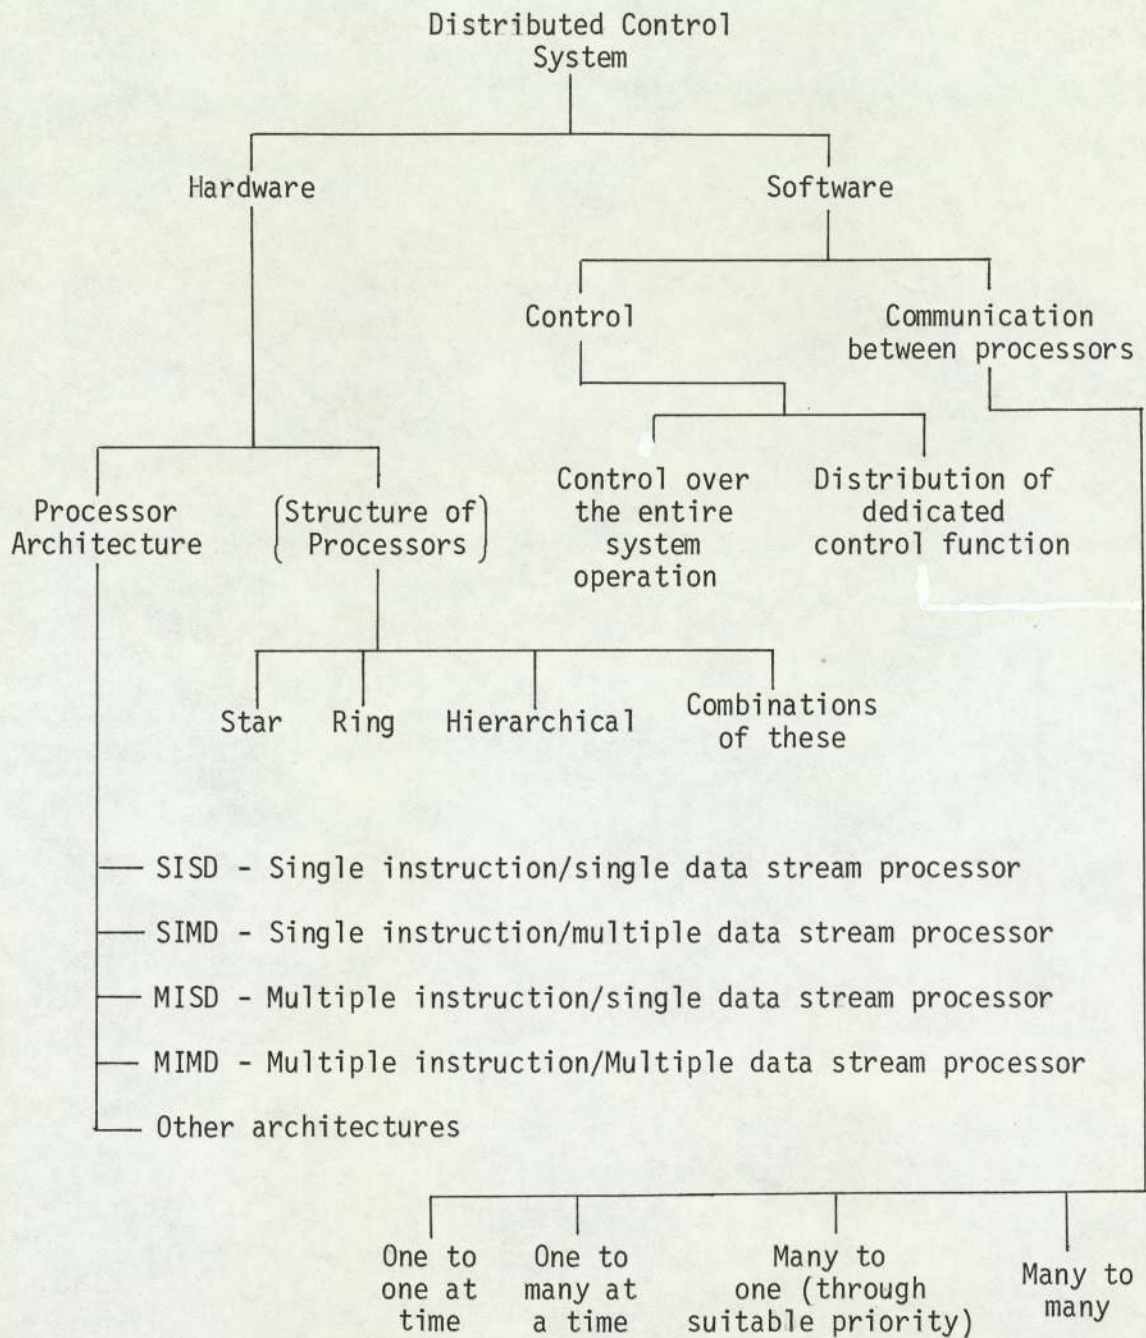 Distributed Control
System
Hardware
Software
Control
Communication
between processors
Processor
Architecture
(Structure of
Processors)
Control over
the entire
system
operation
Distribution of
dedicated
control function
Star
Ring
Hierarchical
Combinations
of these
SISD - Single instruction/single data stream processor
SIMD - Single instruction/multiple data stream processor
MISD - Multiple instruction/single data stream processor
MIMD - Multiple instruction/Multiple data stream processor
Other architectures
One to
one at
time
One to
many at
a time
Many to
one (through
suitable priority)
Many to
many